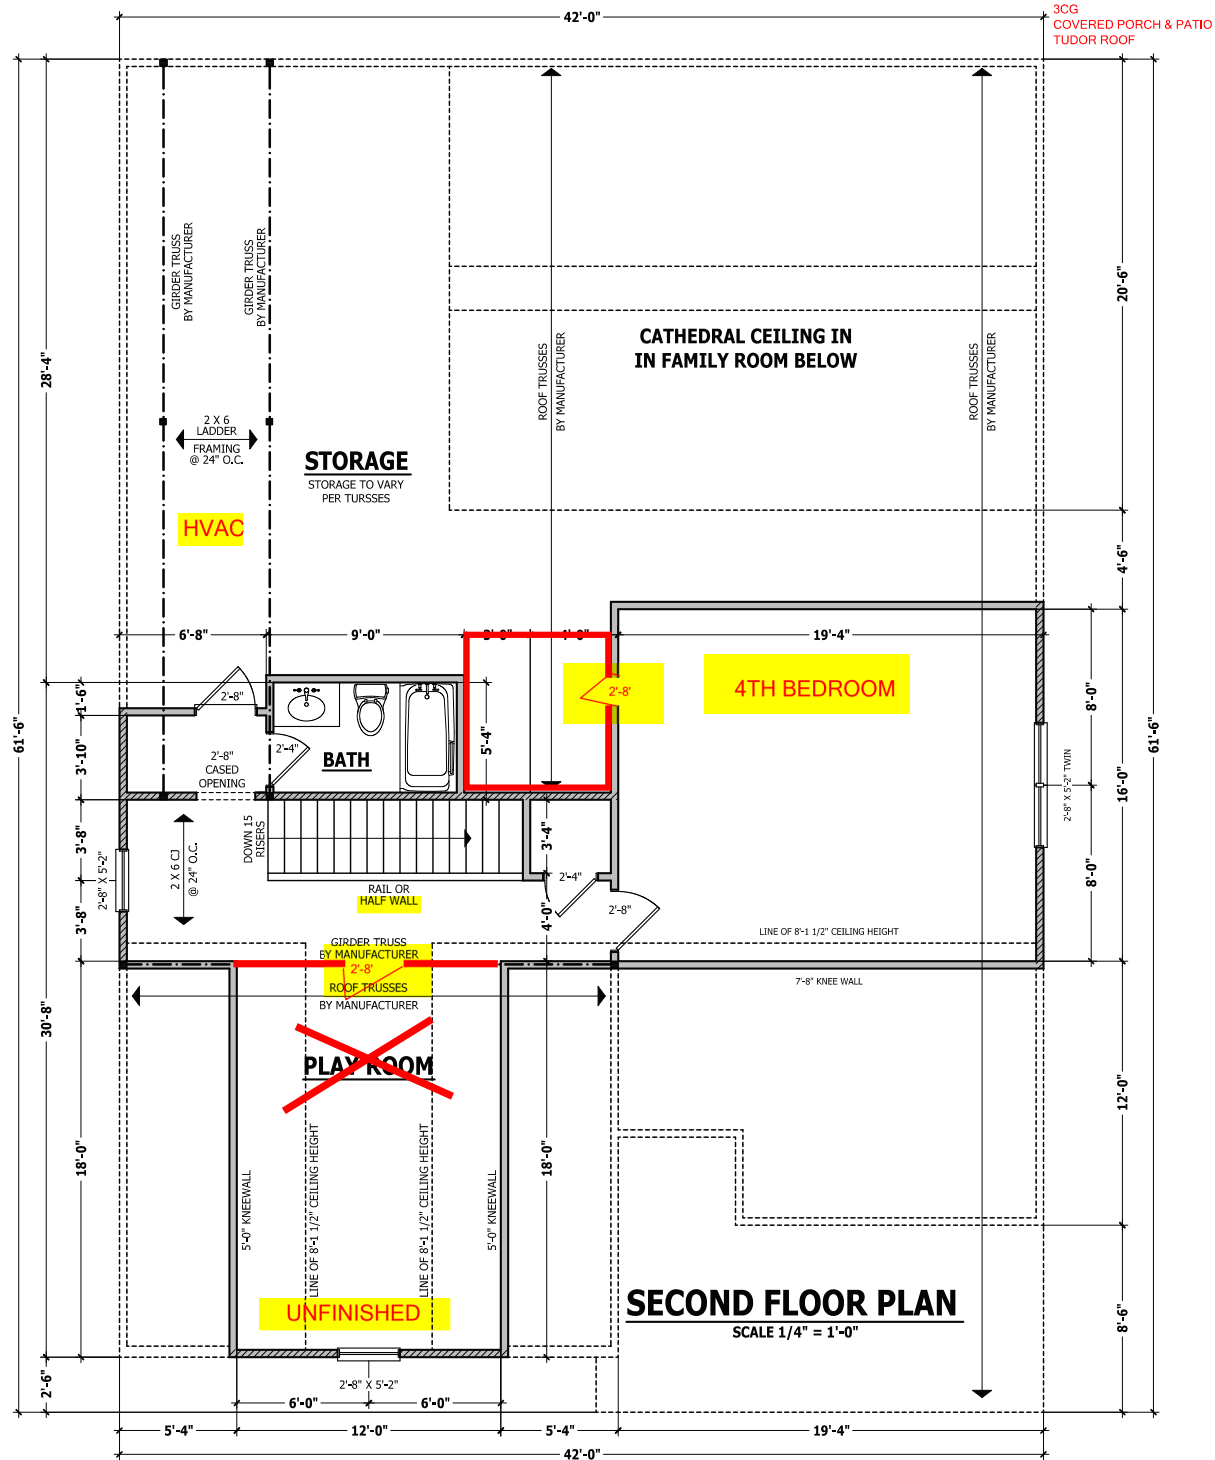 42'-0"
3CG
COVERED PORCH & PATIO
TUDOR ROOF
GIRDER TRUSS
BY MANUFACTURER
GIRDER TRUSS
BY MANUFACTURER
20'-6"
CATHEDRAL CEILING IN
IN FAMILY ROOM BELOW
ROOF TRUSSES
BY MANUFACTURER
ROOF TRUSSES
BY MANUFACTURER
28'-4"
2 X 6
LADDER
FRAMING
@ 24" O.C.
STORAGE
STORAGE TO VARY
PER TURSSES
HVAC
4'-6"
6'-8"
9'-0"
19'-4"
2'-8"
2'-8'
4TH BEDROOM
1'-6"
8'-0"
61'-6"
61'-6"
5'-4"
2'-4"
BATH
3'-10"
2'-8"
CASED
OPENING
2'-8" X 5'-2" TWIN
16'-0"
3'-8"
DOWN 15
RISERS
3'-4"
2 X 6 CJ
@ 24" O.C.
2'-8" X 5'-2"
8'-0"
2'-4"
RAIL OR
HALF WALL
2'-8"
3'-8"
4'-0"
LINE OF 8'-1 1/2" CEILING HEIGHT
GIRDER TRUSS
BY MANUFACTURER
2'-8'
7'-8" KNEE WALL
ROOF TRUSSES
BY MANUFACTURER
30'-8"
PLAY ROOM
12'-0"
18'-0"
18'-0"
5'-0" KNEEWALL
LINE OF 8'-1 1/2" CEILING HEIGHT
LINE OF 8'-1 1/2" CEILING HEIGHT
5'-0" KNEEWALL
UNFINISHED
SECOND FLOOR PLAN
SCALE 1/4" = 1'-0"
8'-6"
2'-6"
2'-8" X 5'-2"
6'-0"
6'-0"
5'-4"
12'-0"
5'-4"
19'-4"
42'-0"